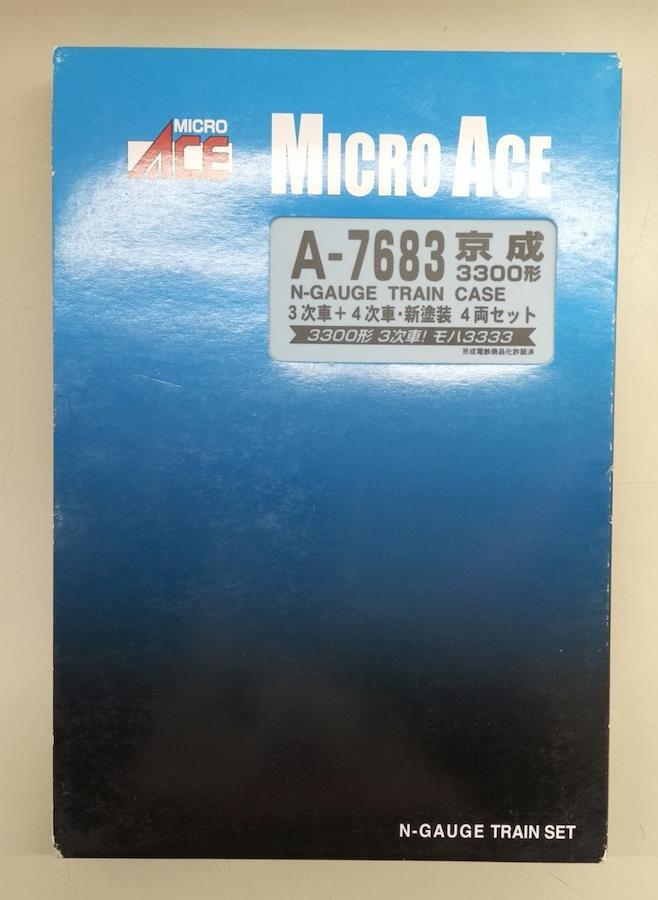 MICRO
ACE
MICRO ACE
A-7683 京成
3300形
N-GAUGE TRAIN CASE
3次車+4次車・新塗装 4両セット
3300形 3次車! モハ3333
京成電鉄商品化許諾済
N-GAUGE TRAIN SET